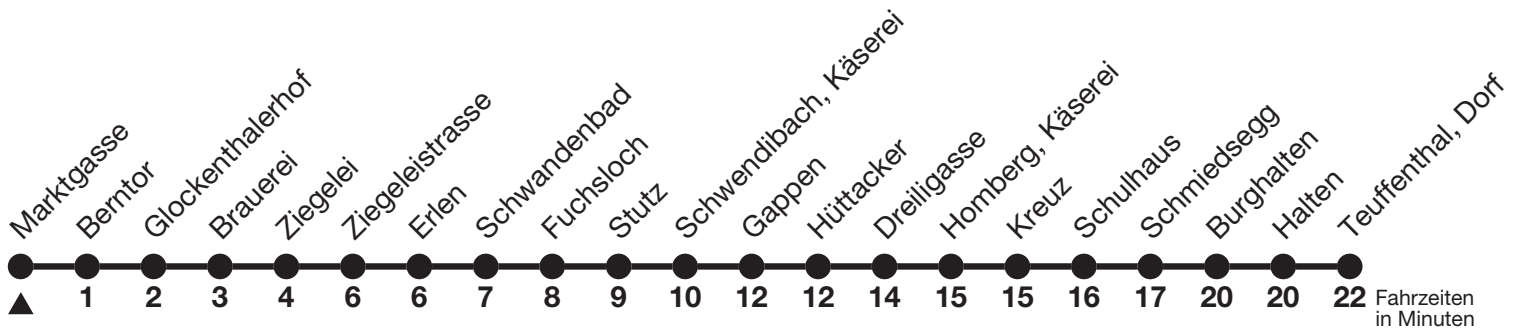 Marktgasse
Berntor
Glockenthalerhof
Brauerei
Ziegelei
Ziegeleistrasse
Erlen
Schwandenbad
Fuchsloch
Stutz
Schwendibach, Käserei
Gappen
Hüttacker
Dreiligasse
Homberg, Käserei
Kreuz
Schulhaus
Schmiedsegg
Burghalten
Halten
Teuffenthal, Dorf
1 2 3 4 6 6 7 8 9 10 12 12 14 15 15 16 17 20 20 22 Fahrzeiten
in Minuten